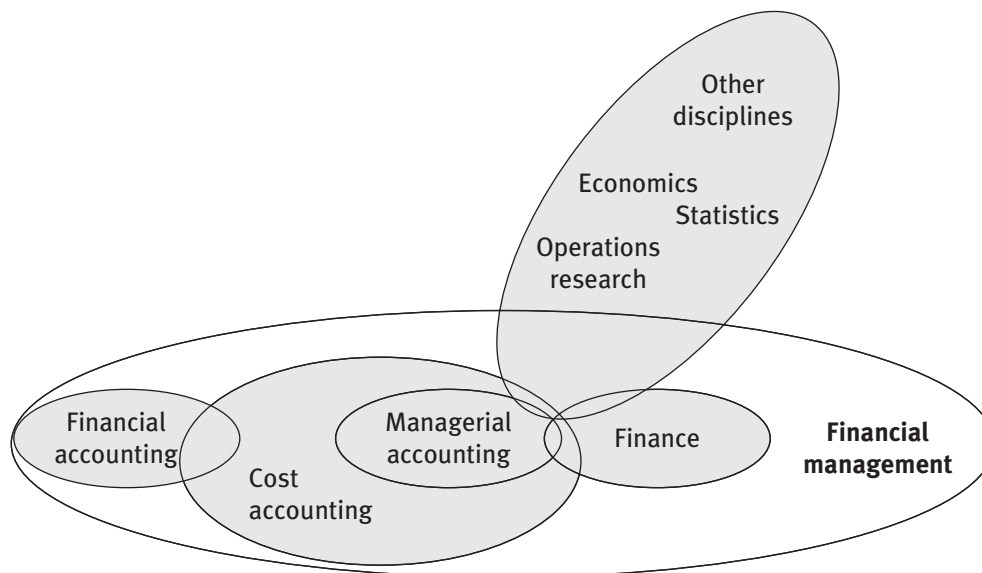 Other
disciplines
Economics
Statistics
Operations
research
Financial
accounting
Managerial
accounting
Finance
Financial
management
Cost
accounting